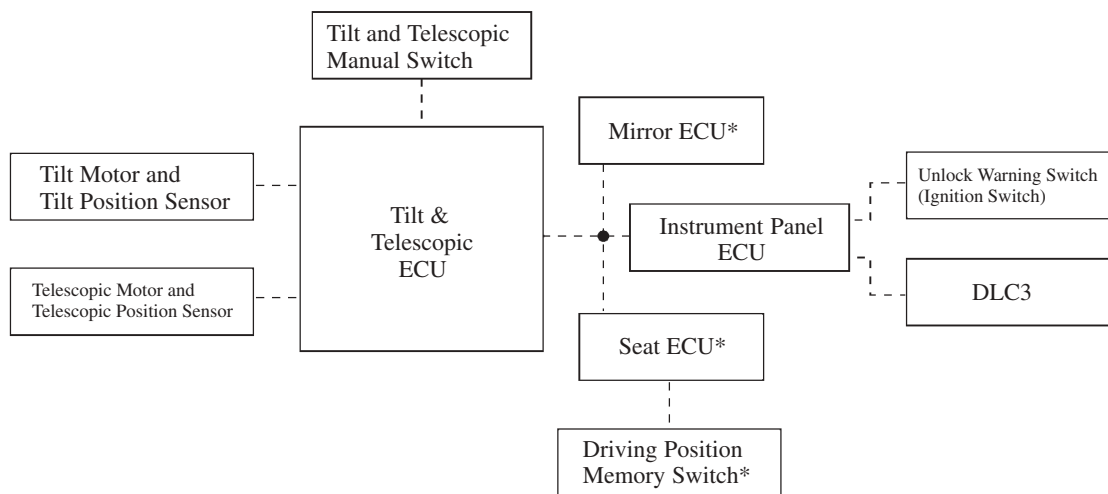 Tilt and Telescopic
Manual Switch
Mirror ECU*
Tilt Motor and
Tilt Position Sensor
Unlock Warning Switch
(Ignition Switch)
Tilt &
Telescopic
ECU
Instrument Panel
ECU
Telescopic Motor and
Telescopic Position Sensor
DLC3
Seat ECU*
Driving Position
Memory Switch*